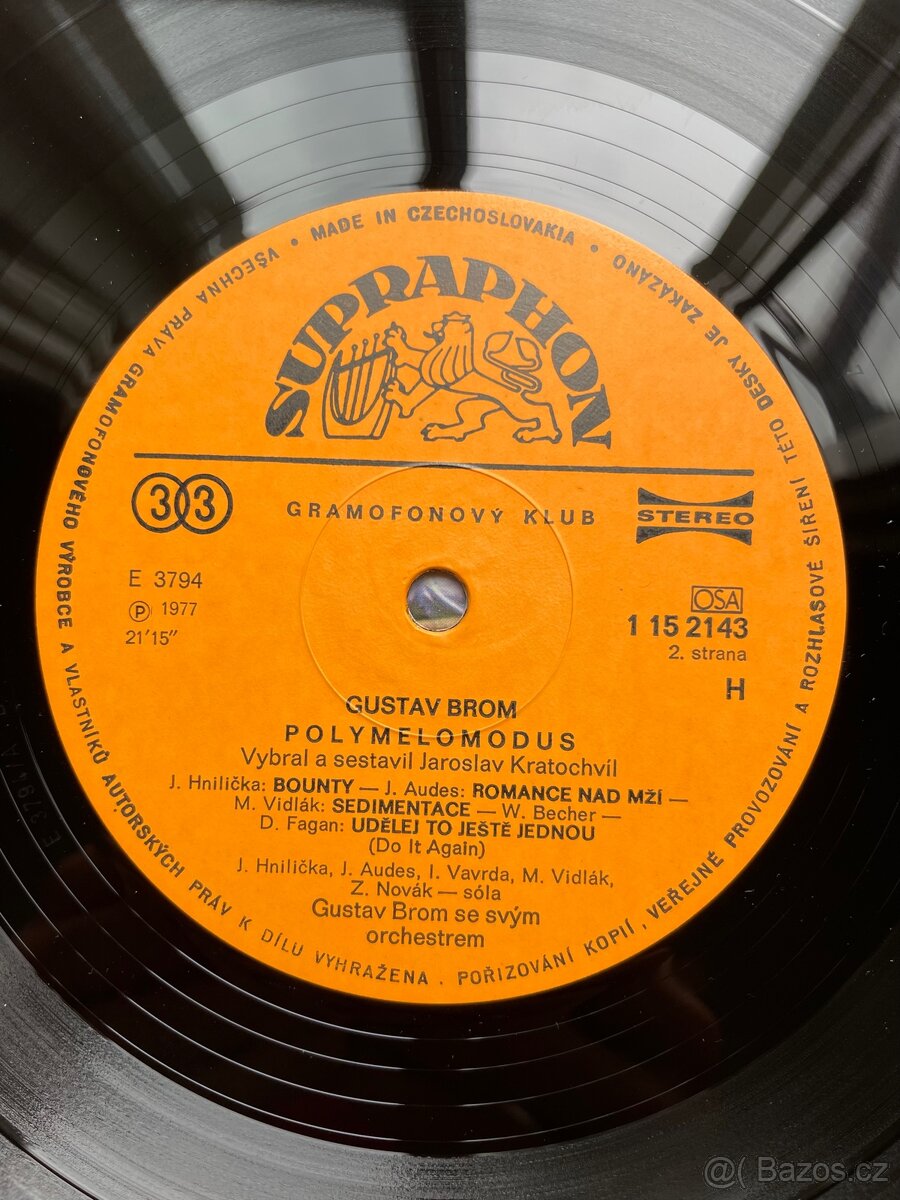 VŠECHNA PRÁVA GRAMOFONOVÉHO VÝROBCE A VLASTNÍKŮ AUTORSKÝCH PRÁV K DÍLU VYHRAŽENA . POŘIZOVÁNÍ KOPIÍ, VEŘEJNÉ PROVOZOVÁNÍ A ROZHLASOVÉ ŠÍŘENÍ TÉTO DESKY JE ZAKÁZÁNO
• MADE IN CZECHOSLOVAKIA •
SUPRAPHON
33
GRAMOFONOVÝ KLUB
STEREO
E 3794
Ⓟ 1977
21'15"
OSA
1 15 2143
2. strana
H
GUSTAV BROM
POLYMELOMODUS
Vybral a sestavil Jaroslav Kratochvíl
J. Hnilička: BOUNTY — J. Audes: ROMANCE NAD MŽÍ —
M. Vidlák: SEDIMENTACE — W. Becher —
D. Fagan: UDĚLEJ TO JEŠTĚ JEDNOU
(Do It Again)
J. Hnilička, J. Audes, I. Vavrda, M. Vidlák,
Z. Novák — sóla
Gustav Brom se svým
orchestrem
@( Bazos.cz